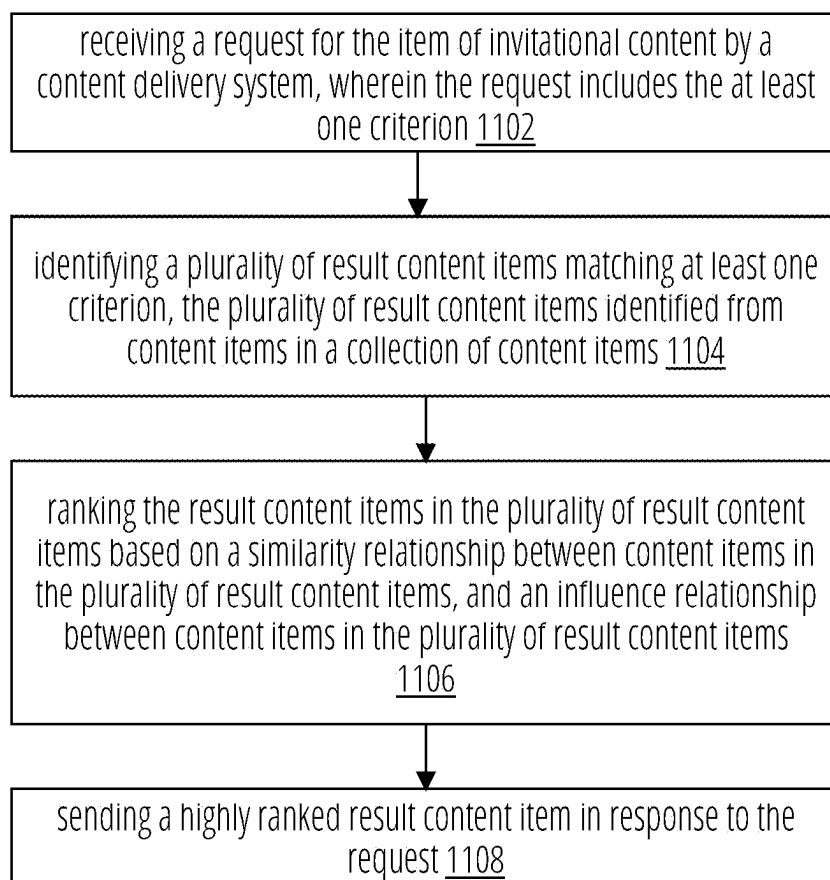 receiving a request for the item of invitational content by a
content delivery system, wherein the request includes the at least
one criterion 1102
identifying a plurality of result content items matching at least one
criterion, the plurality of result content items identified from
content items in a collection of content items 1104
ranking the result content items in the plurality of result content
items based on a similarity relationship between content items in
the plurality of result content items, and an influence relationship
between content items in the plurality of result content items
1106
sending a highly ranked result content item in response to the
request 1108